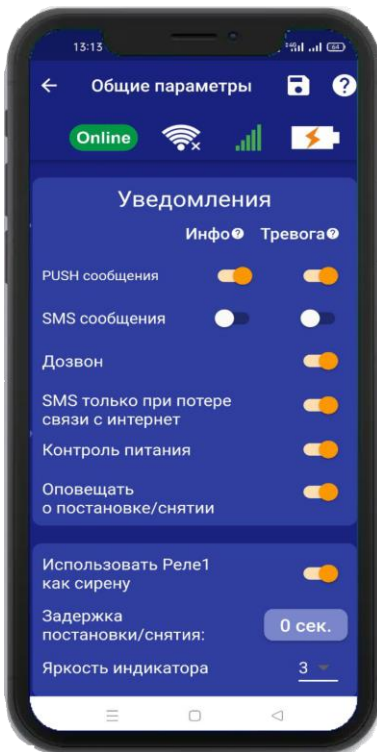 13:13
64
Общие параметры
Online
Уведомления
Инфо Тревога
PUSH сообщения
SMS сообщения
Дозвон
SMS только при потере
связи с интернет
Контроль питания
Оповещать
о постановке/снятии
Использовать Реле1
как сирену
Задержка
постановки/снятия:
0 сек.
Яркость индикатора
3